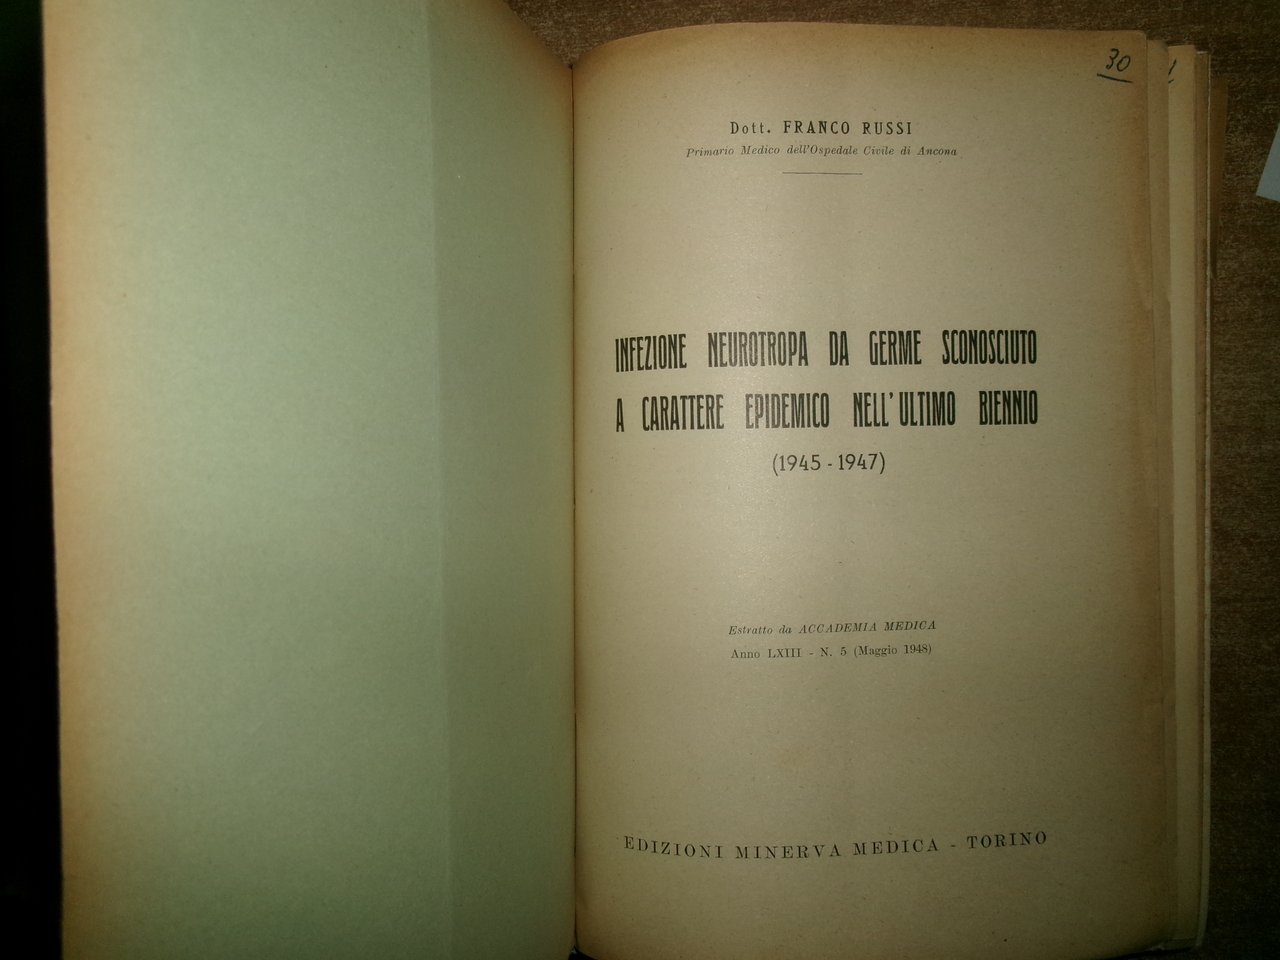 30
Dott. FRANCO RUSSI
Primario Medico dell'Ospedale Civile di Ancona
INFEZIONE NEUROTROPA DA GERME SCONOSCIUTO
A CARATTERE EPIDEMICO NELL'ULTIMO BIENNIO
(1945 - 1947)
Estratto da ACCADEMIA MEDICA
Anno LXIII - N. 5 (Maggio 1948)
EDIZIONI MINERVA MEDICA - TORINO